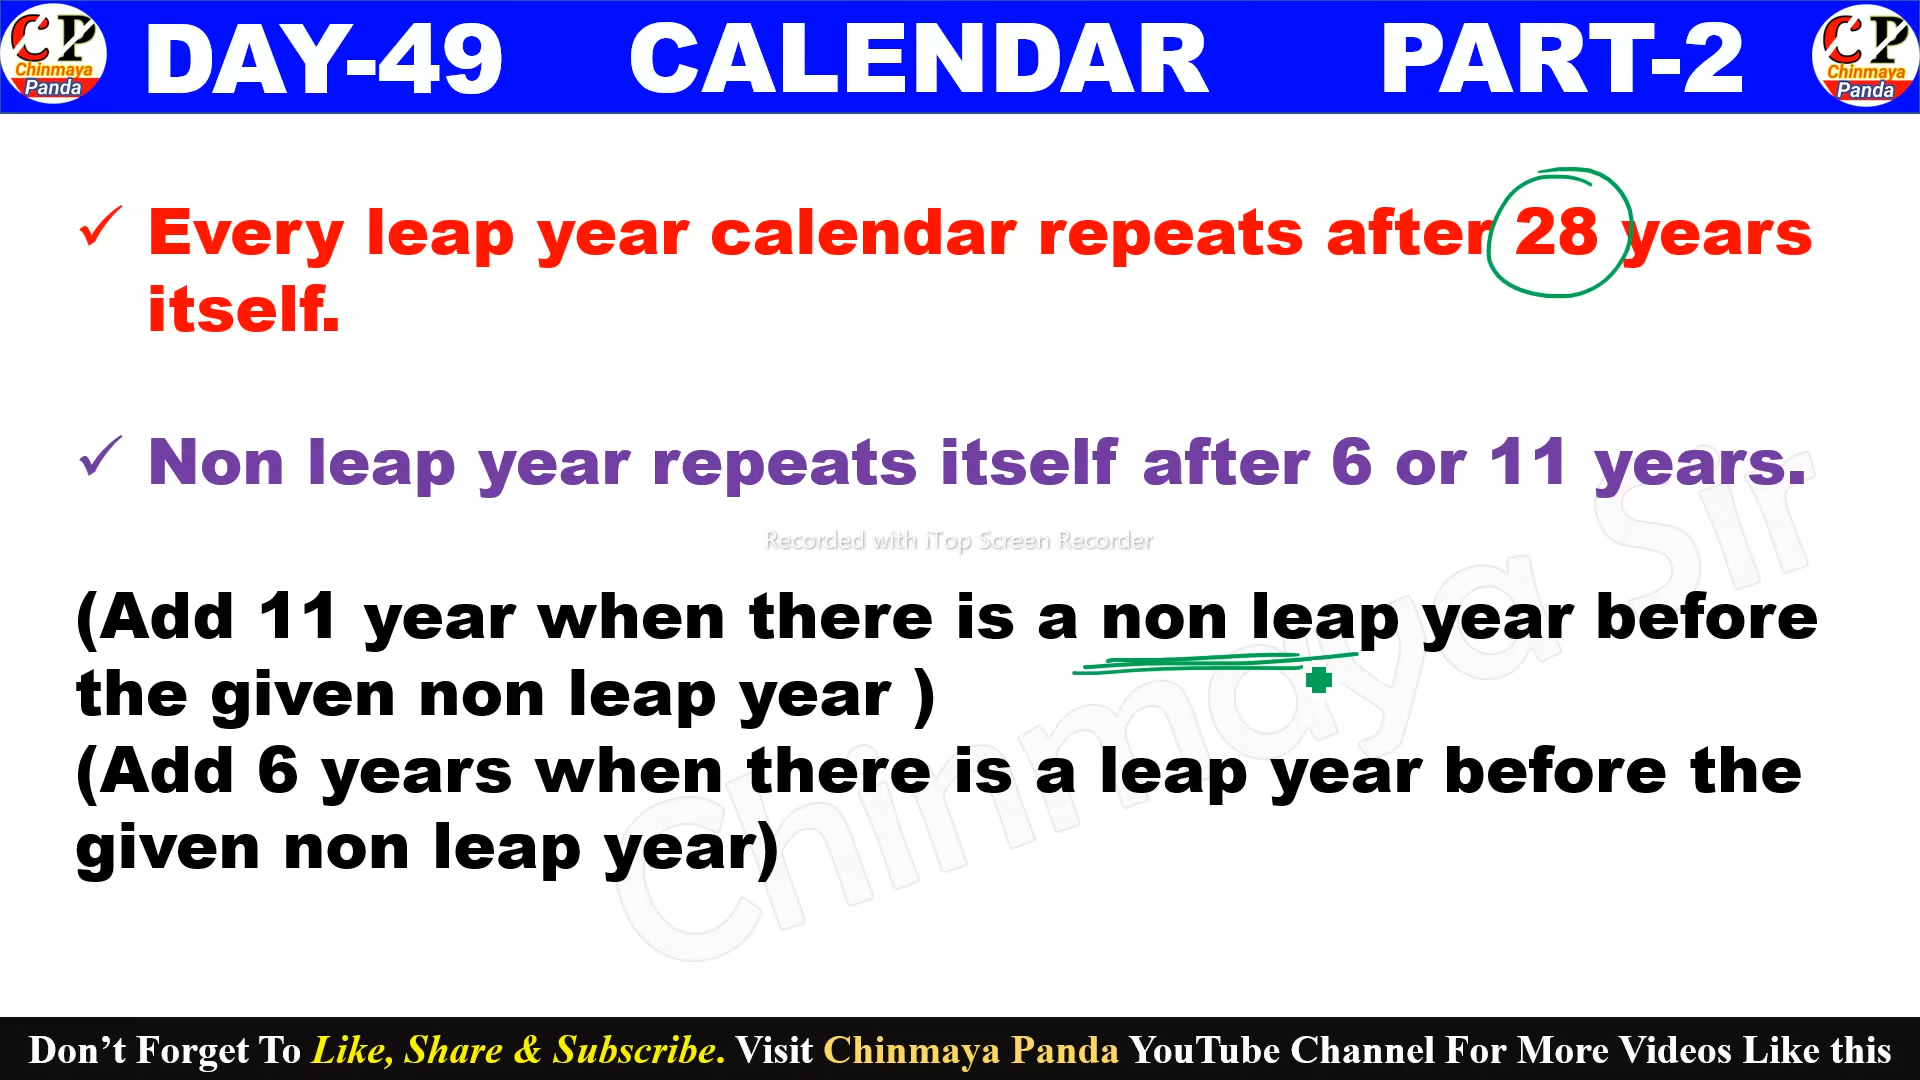 CP Chinmaya Panda DAY-49 CALENDAR PART-2 CP Chinmaya Panda
✓ Every leap year calendar repeats after 28 years
itself.
✓ Non leap year repeats itself after 6 or 11 years.
Recorded with iTop Screen Recorder
(Add 11 year when there is a non leap year before
the given non leap year )
(Add 6 years when there is a leap year before the
given non leap year)
Chinmaya Sir
Don’t Forget To Like, Share & Subscribe. Visit Chinmaya Panda YouTube Channel For More Videos Like this